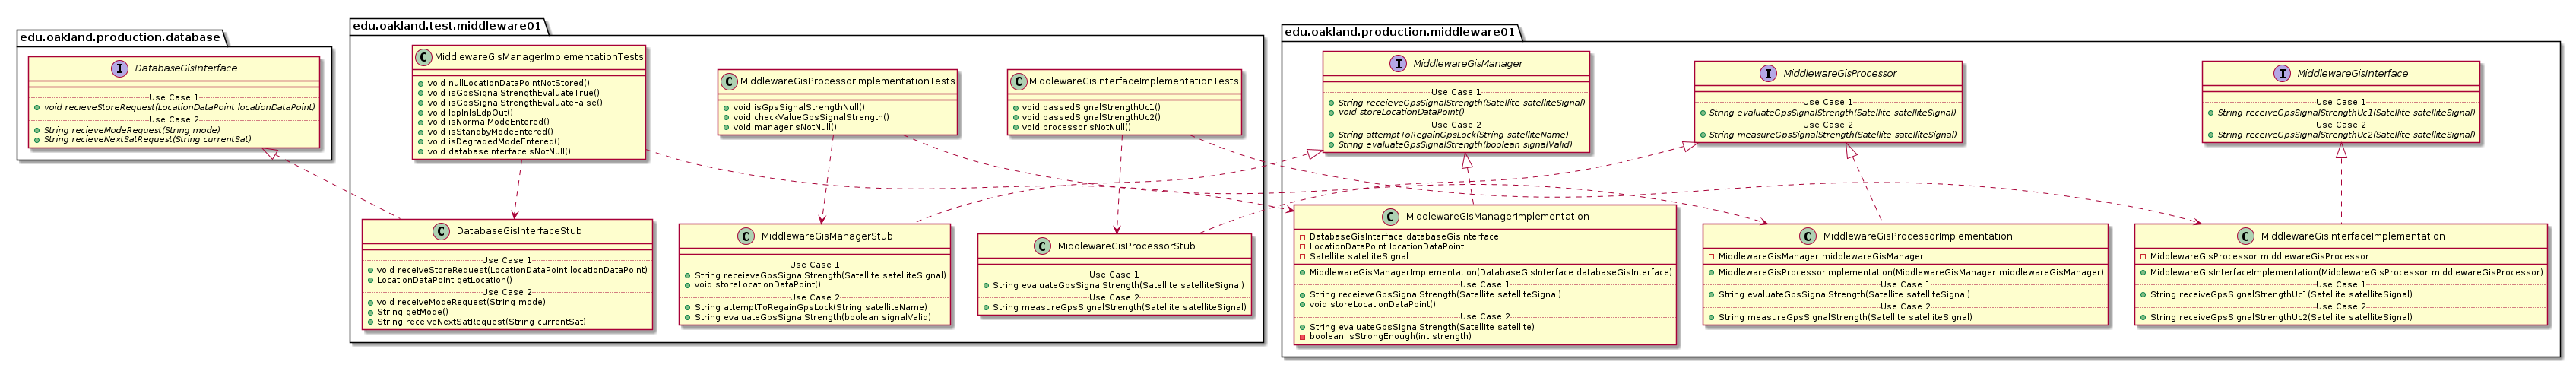 edu.oakland.production.database
I DatabaseGisInterface
Use Case 1
void recieveStoreRequest(LocationDataPoint locationDataPoint)
Use Case 2
String recieveModeRequest(String mode)
String recieveNextSatRequest(String currentSat)
edu.oakland.test.middleware01
C MiddlewareGisManagerImplementationTests
void nullLocationDataPointNotStored()
void isGpsSignalStrengthEvaluateTrue()
void isGpsSignalStrengthEvaluateFalse()
void ldpInIsLdpOut()
void isNormalModeEntered()
void isStandbyModeEntered()
void isDegradedModeEntered()
void databaseInterfaceIsNotNull()
C MiddlewareGisProcessorImplementationTests
void isGpsSignalStrengthNull()
void checkValueGpsSignalStrength()
void managerIsNotNull()
C MiddlewareGisInterfaceImplementationTests
void passedSignalStrengthUc1()
void passedSignalStrengthUc2()
void processorIsNotNull()
C DatabaseGisInterfaceStub
Use Case 1
void receiveStoreRequest(LocationDataPoint locationDataPoint)
LocationDataPoint getLocation()
Use Case 2
void receiveModeRequest(String mode)
String getMode()
String receiveNextSatRequest(String currentSat)
C MiddlewareGisManagerStub
Use Case 1
String receieveGpsSignalStrength(Satellite satelliteSignal)
void storeLocationDataPoint()
Use Case 2
String attemptToRegainGpsLock(String satelliteName)
String evaluateGpsSignalStrength(boolean signalValid)
C MiddlewareGisProcessorStub
Use Case 1
String evaluateGpsSignalStrength(Satellite satelliteSignal)
Use Case 2
String measureGpsSignalStrength(Satellite satelliteSignal)
edu.oakland.production.middleware01
I MiddlewareGisManager
Use Case 1
String receieveGpsSignalStrength(Satellite satelliteSignal)
void storeLocationDataPoint()
Use Case 2
String attemptToRegainGpsLock(String satelliteName)
String evaluateGpsSignalStrength(boolean signalValid)
I MiddlewareGisProcessor
Use Case 1
String evaluateGpsSignalStrength(Satellite satelliteSignal)
Use Case 2
String measureGpsSignalStrength(Satellite satelliteSignal)
I MiddlewareGisInterface
Use Case 1
String receiveGpsSignalStrengthUc1(Satellite satelliteSignal)
Use Case 2
String receiveGpsSignalStrengthUc2(Satellite satelliteSignal)
C MiddlewareGisManagerImplementation
DatabaseGisInterface databaseGisInterface
LocationDataPoint locationDataPoint
Satellite satelliteSignal
MiddlewareGisManagerImplementation(DatabaseGisInterface databaseGisInterface)
Use Case 1
String receieveGpsSignalStrength(Satellite satelliteSignal)
void storeLocationDataPoint()
Use Case 2
String evaluateGpsSignalStrength(Satellite satellite)
boolean isStrongEnough(int strength)
C MiddlewareGisProcessorImplementation
MiddlewareGisManager middlewareGisManager
MiddlewareGisProcessorImplementation(MiddlewareGisManager middlewareGisManager)
Use Case 1
String evaluateGpsSignalStrength(Satellite satelliteSignal)
Use Case 2
String measureGpsSignalStrength(Satellite satelliteSignal)
C MiddlewareGisInterfaceImplementation
MiddlewareGisProcessor middlewareGisProcessor
MiddlewareGisInterfaceImplementation(MiddlewareGisProcessor middlewareGisProcessor)
Use Case 1
String receiveGpsSignalStrengthUc1(Satellite satelliteSignal)
Use Case 2
String receiveGpsSignalStrengthUc2(Satellite satelliteSignal)